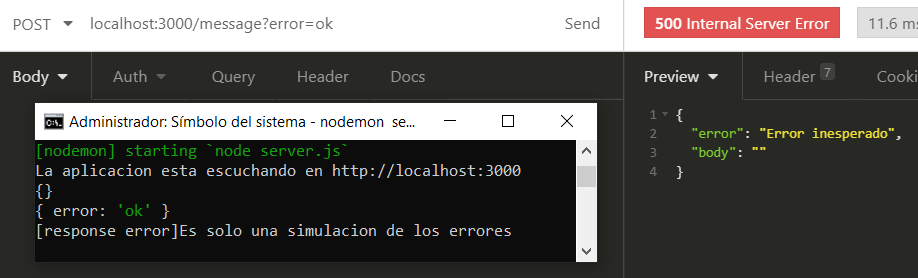 POST localhost:3000/message?error=ok Send
500 Internal Server Error 11.6 ms
Body Auth Query Header Docs
Preview Header 7 Cooki
Administrador: Símbolo del sistema - nodemon se...
[nodemon] starting `node server.js`
La aplicacion esta escuchando en http://localhost:3000
{}
{ error: 'ok' }
[response error]Es solo una simulacion de los errores
1 {
2 "error": "Error inesperado",
3 "body": ""
4 }